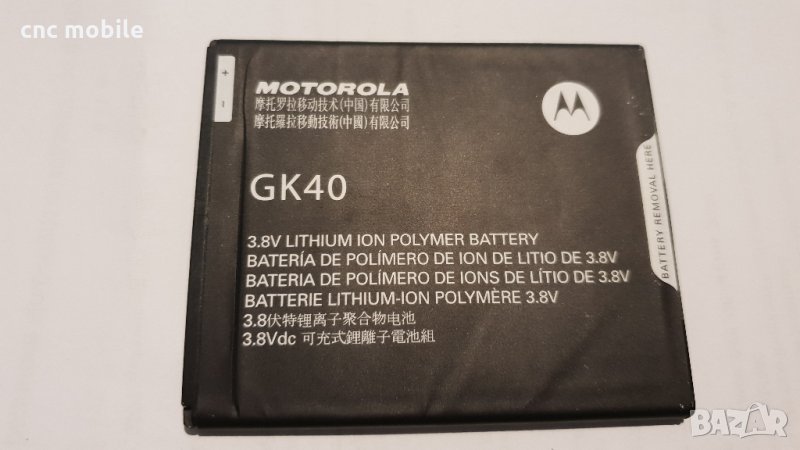 cnc mobile
+
−
MOTOROLA
摩托罗拉移动技术(中国)有限公司
摩托羅拉移動技術(中國)有限公司
GK40
3.8V LITHIUM ION POLYMER BATTERY
BATERÍA DE POLÍMERO DE ION DE LITIO DE 3.8V
BATERIA DE POLÍMERO DE IONS DE LÍTIO DE 3.8V
BATTERIE LITHIUM-ION POLYMÈRE 3.8V
3.8伏特锂离子聚合物电池
3.8Vdc 可充式鋰離子電池組
BATTERY REMOVAL HERE
BAZAR